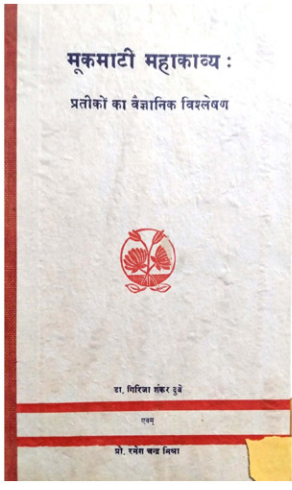 मूकमाटी महाकाव्य :
प्रतीकों का वैज्ञानिक विश्लेषण
डा. गिरिजा शंकर दुबे
एवम्
प्रो. रमेश चन्द्र मिश्रा